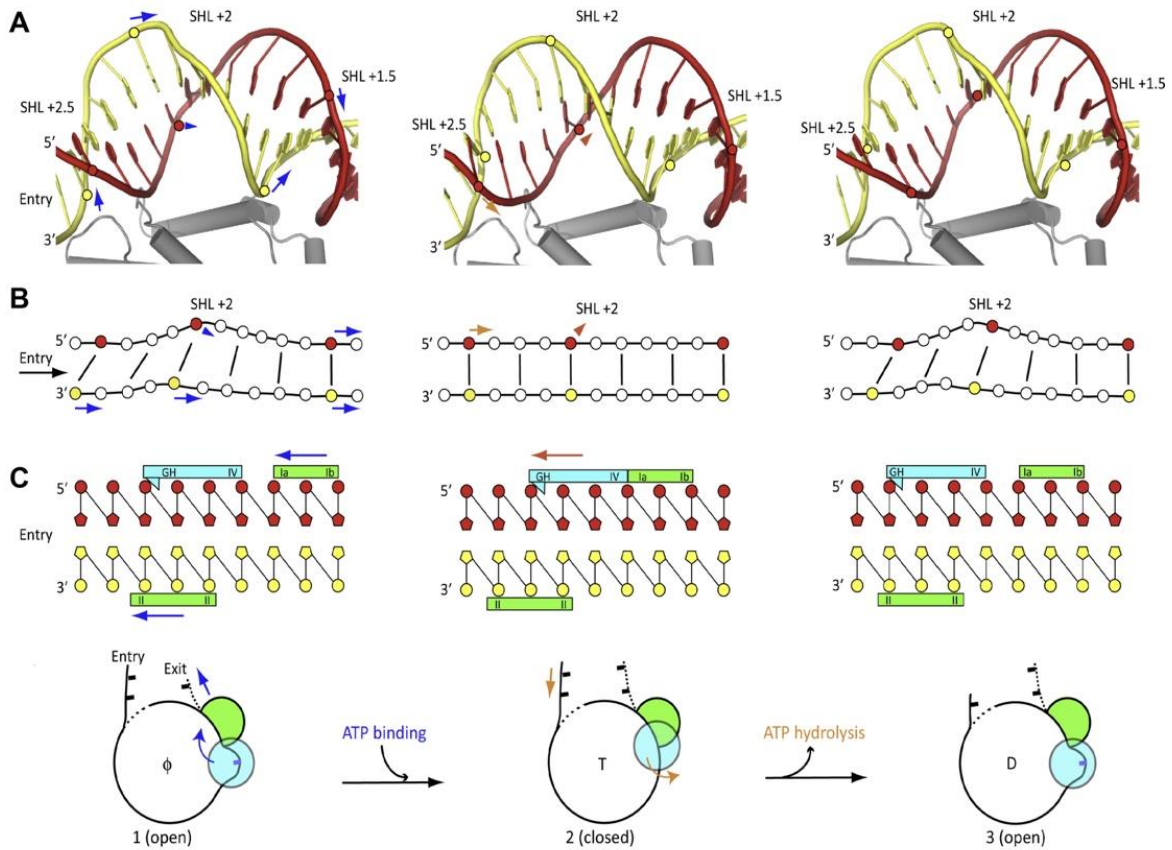 A
SHL +2
SHL +2
SHL +2
SHL +2.5
SHL +1.5
SHL +2.5
SHL +1.5
SHL +2.5
SHL +1.5
5′
5′
5′
Entry
Entry
Entry
3′
3′
3′
B
SHL +2
SHL +2
SHL +2
5′
5′
5′
Entry
3′
3′
3′
C
GH IV Ia Ib
GH IV Ia Ib
GH IV Ia Ib
5′
5′
5′
Entry
3′
3′
3′
II II
II II
II II
Entry Exit
ATP binding
ATP hydrolysis
ϕ
T
D
1 (open)
2 (closed)
3 (open)